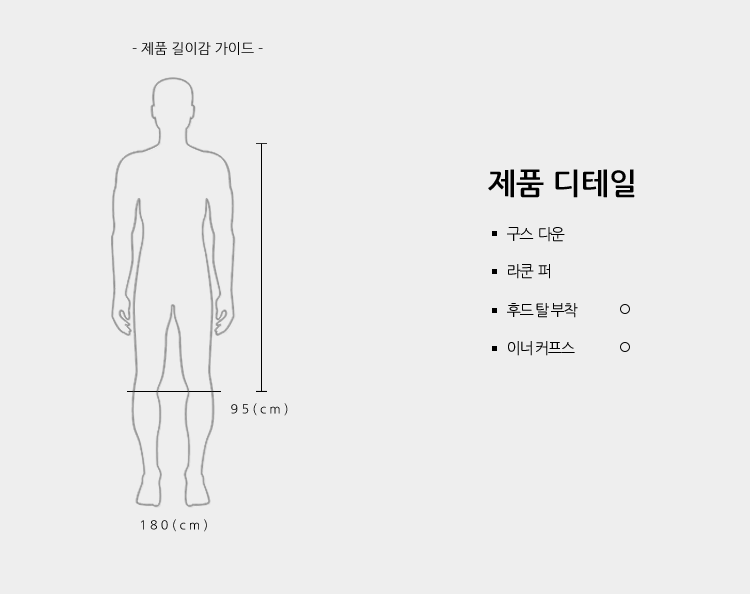 - 제품 길이감 가이드 -
95(cm)
180(cm)
제품 디테일
▪ 구스 다운
▪ 라쿤 퍼
▪ 후드 탈 부착 ○
▪ 이너 커프스 ○